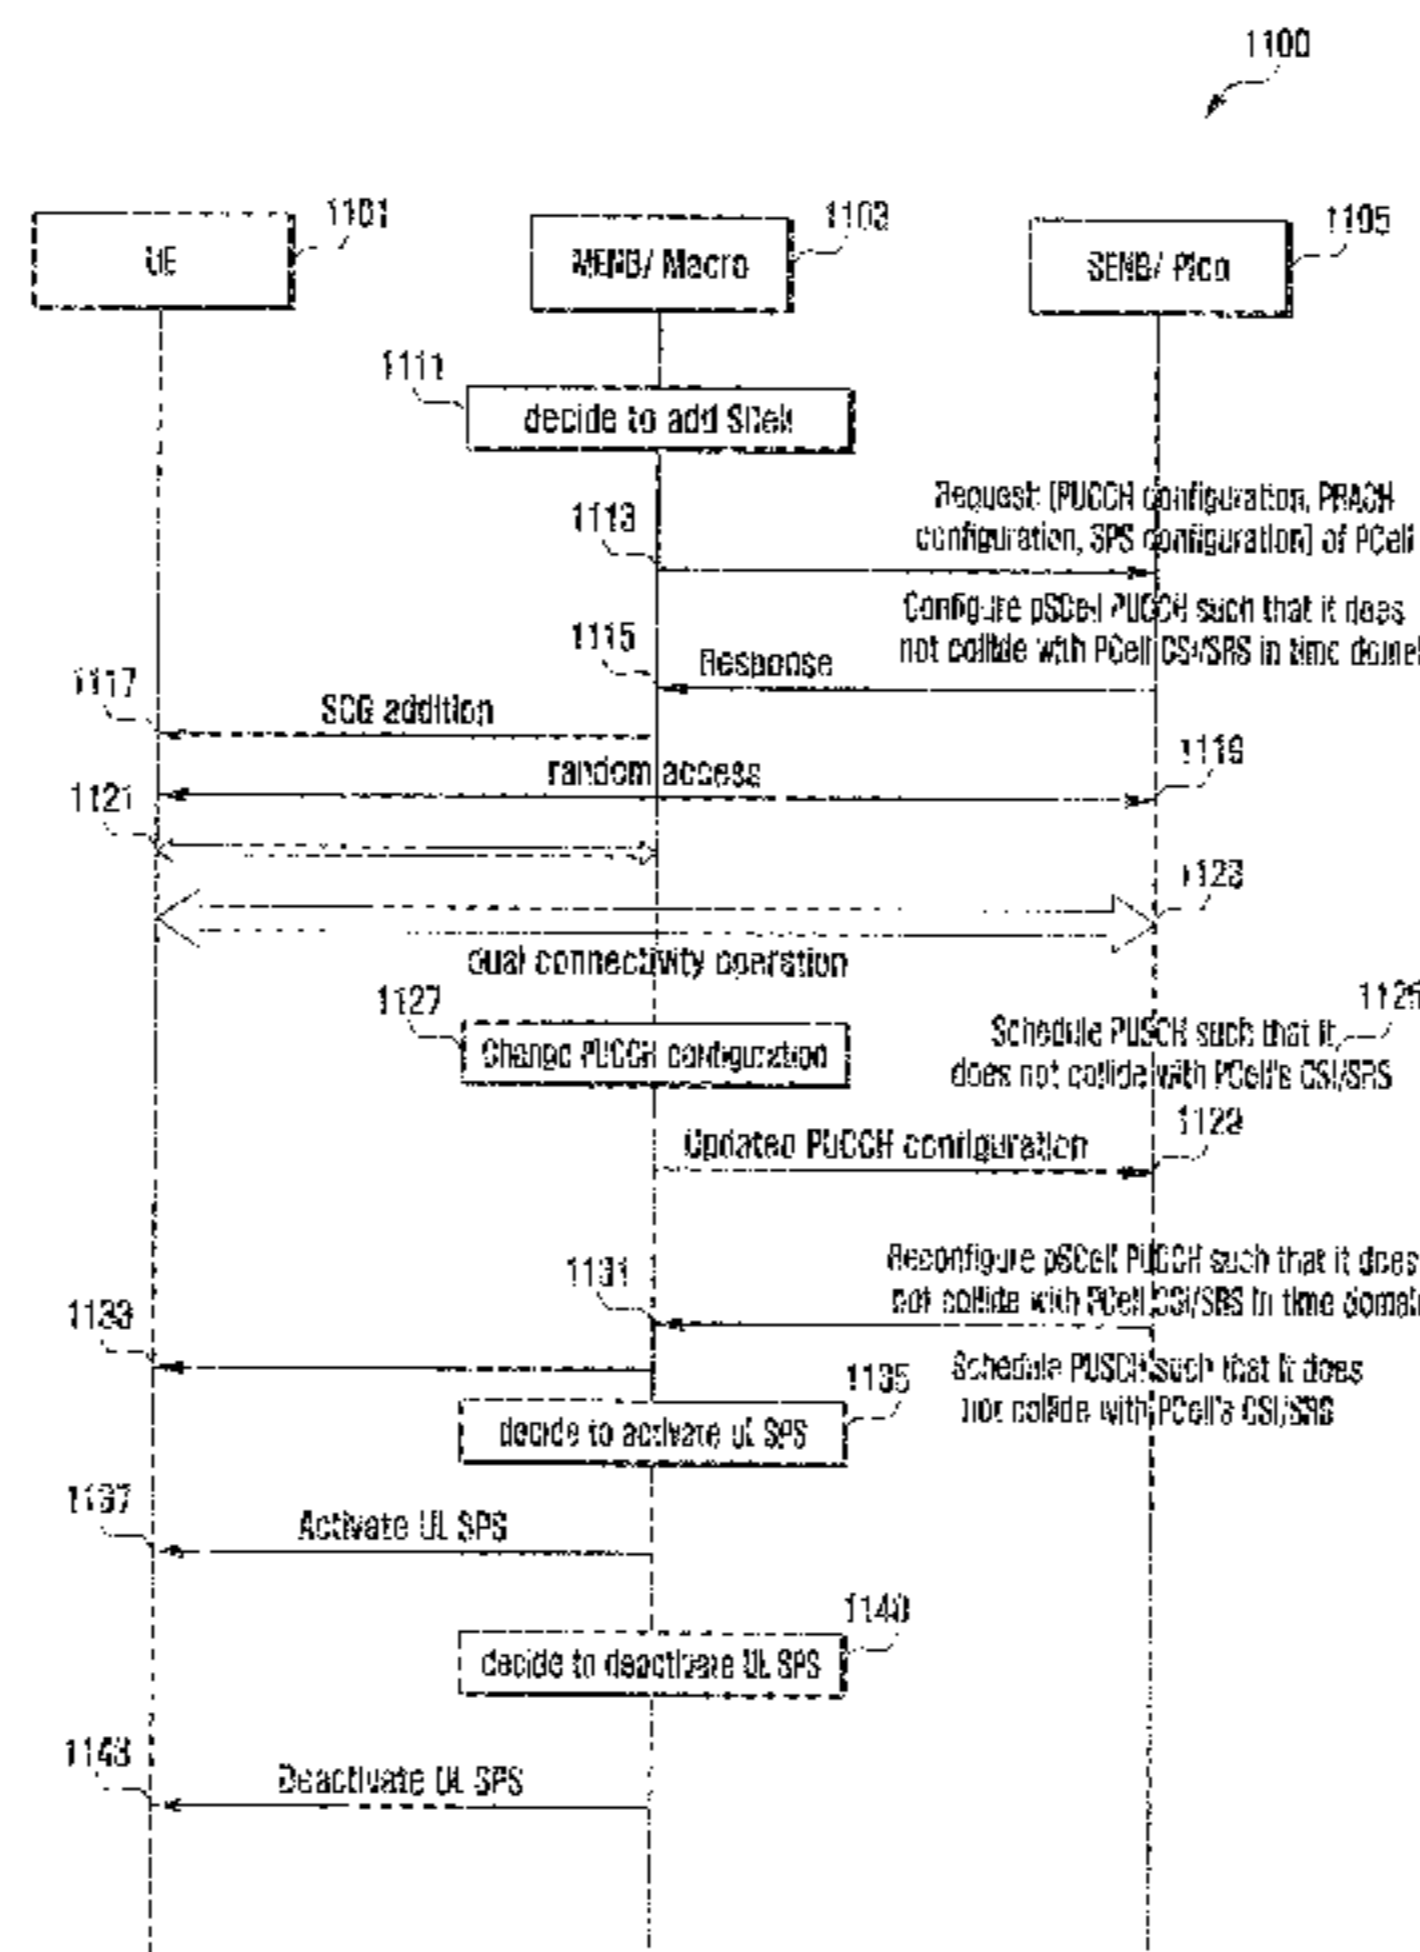 1100
1101
UE
1103
MENB/ Macro
1105
SENB/ Pico
1111
decide to add SCell
1113
Request [PUCCH configuration, PRACH
configuration, SPS configuration] of PCell
Configure pSCell PUCCH such that it does
not collide with PCell CSI/SRS in time domai
1115
Response
1117
SCG addition
1119
random access
1121
1123
dual connectivity operation
1127
Change PUCCH configuration
1125
Schedule PUSCH such that it
does not collide with PCell's CSI/SRS
1129
Updated PUCCH configuration
Reconfigure pSCell PUCCH such that it does
not collide with PCell CSI/SRS in time domain
1131
1133
Schedule PUSCH such that it does
not collide with PCell's CSI/SRS
1135
decide to activate UL SPS
1137
Activate UL SPS
1140
decide to deactivate UL SPS
1143
Deactivate UL SPS